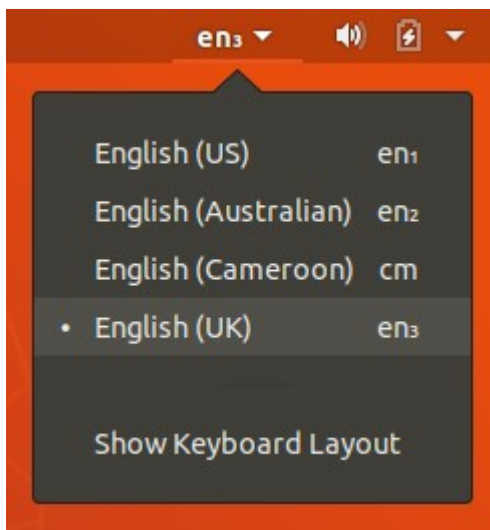 en₃
English (US) en₁
English (Australian) en₂
English (Cameroon) cm
• English (UK) en₃
Show Keyboard Layout